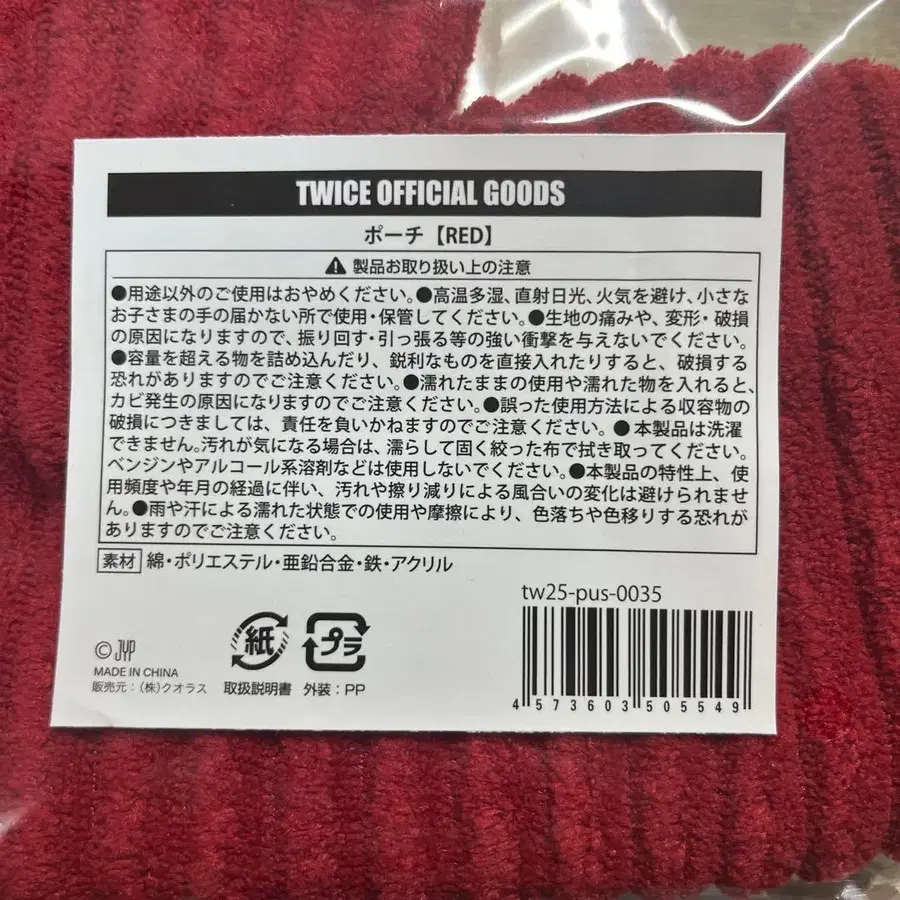 TWICE OFFICIAL GOODS
ポーチ【RED】
⚠ 製品お取り扱い上の注意
●用途以外のご使用はおやめください。●高温多湿、直射日光、火気を避け、小さな
お子さまの手の届かない所で使用・保管してください。●生地の痛みや、変形・破損
の原因になりますので、振り回す・引っ張る等の強い衝撃を与えないでください。
●容量を超える物を詰め込んだり、鋭利なものを直接入れたりすると、破損する
恐れがありますのでご注意ください。●濡れたままの使用や濡れた物を入れると、
カビ発生の原因になりますのでご注意ください。●誤った使用方法による収容物の
破損につきましては、責任を負いかねますのでご注意ください。●本製品は洗濯
できません。汚れが気になる場合は、濡らして固く絞った布で拭き取ってください。
ベンジンやアルコール系溶剤などは使用しないでください。●本製品の特性上、使
用頻度や年月の経過に伴い、汚れや擦り減りによる風合いの変化は避けられませ
ん。●雨や汗による濡れた状態での使用や摩擦により、色落ちや色移りする恐れが
ありますのでご注意ください。
素材 綿・ポリエステル・亜鉛合金・鉄・アクリル
tw25-pus-0035
紙 プラ
© JYP
MADE IN CHINA
販売元：（株）クオラス 取扱説明書 外装：PP
4 573603 505549